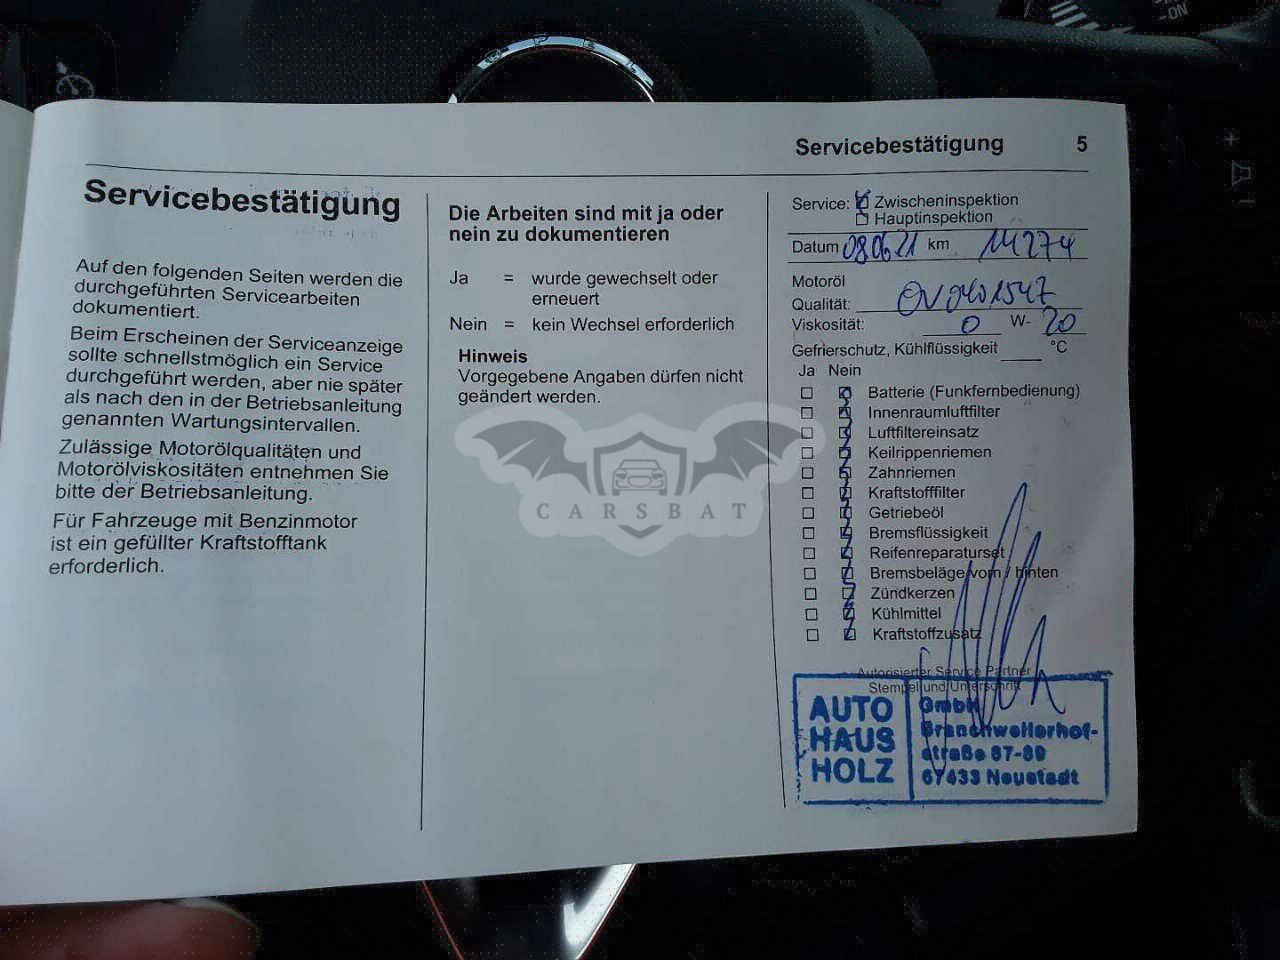 Servicebestätigung 5
Servicebestätigung
Auf den folgenden Seiten werden die
durchgeführten Servicearbeiten
dokumentiert.
Beim Erscheinen der Serviceanzeige
sollte schnellstmöglich ein Service
durchgeführt werden, aber nie später
als nach den in der Betriebsanleitung
genannten Wartungsintervallen.
Zulässige Motorölqualitäten und
Motorölviskositäten entnehmen Sie
bitte der Betriebsanleitung.
Für Fahrzeuge mit Benzinmotor
ist ein gefüllter Kraftstofftank
erforderlich.
Die Arbeiten sind mit ja oder
nein zu dokumentieren
Ja = wurde gewechselt oder
erneuert
Nein = kein Wechsel erforderlich
Hinweis
Vorgegebene Angaben dürfen nicht
geändert werden.
CARSBAT
Service: Zwischeninspektion
Hauptinspektion
Datum 08.06.21 km 14274
Motoröl
Qualität: OV0401547
Viskosität: 0 W- 20
Gefrierschutz, Kühlflüssigkeit °C
Ja Nein
Batterie (Funkfernbedienung)
Innenraumluftfilter
Luftfiltereinsatz
Keilrippenriemen
Zahnriemen
Kraftstofffilter
Getriebeöl
Bremsflüssigkeit
Reifenreparaturset
Bremsbeläge vorn / hinten
Zündkerzen
Kühlmittel
Kraftstoffzusatz
Autorisierter Service Partner
Stempel und Unterschrift
AUTO
HAUS
HOLZ
GmbH
Branchweilerhof-
straße 87-89
67433 Neustadt
ON